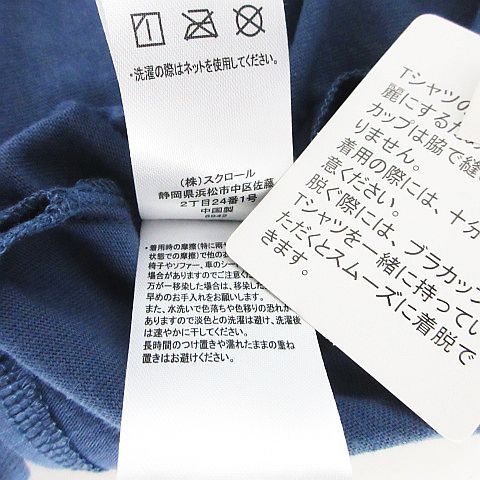 ・洗濯の際はネットを使用してください。
(株)スクロール
静岡県浜松市中区佐藤
2丁目24番1号
中国製
・着用時の摩擦(特に雨
状態での摩擦)で他のお
椅子やソファー、車のシー
場合がありますのでご注意くだ
万が一移染した場合は、移染した
早めのお手入れをお願いします。
また、水洗いで色落ちや色移りの恐れが
ありますので淡色との洗濯は避け、洗濯後
は速やかに干してください。
長時間のつけ置きや濡れたままの重ね
置きはお避けください。
Tシャツの
麗にするため
カップは脇で縫
りません。
着用の際には、十分
意ください。
脱ぐ際には、ブラカップ
Tシャツを一緒に持ってい
ただくとスムーズに着脱で
きます。